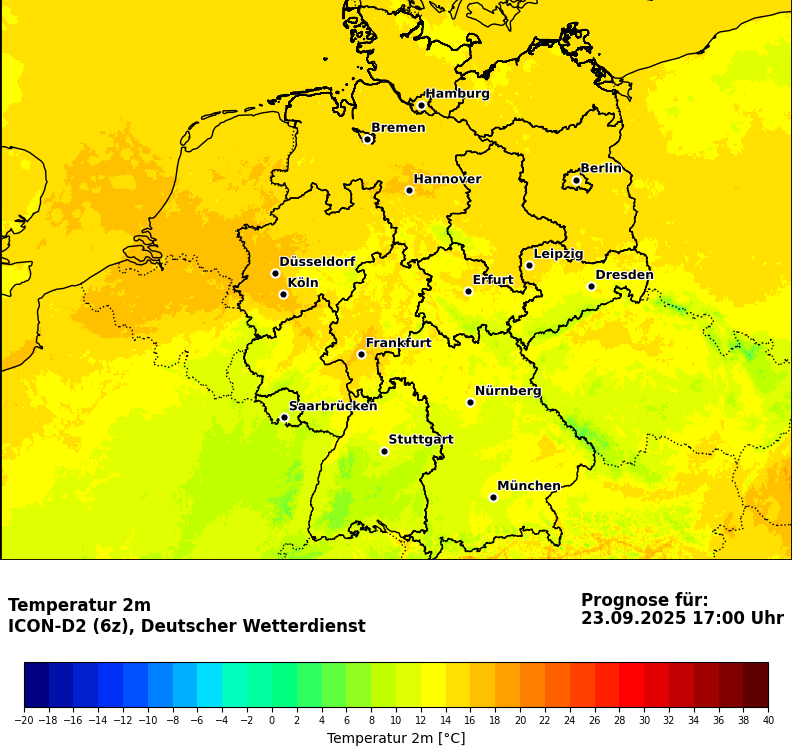 Hamburg
Bremen
Berlin
Hannover
Leipzig
Düsseldorf
Dresden
Köln
Erfurt
Frankfurt
Nürnberg
Saarbrücken
Stuttgart
München
Temperatur 2m
ICON-D2 (6z), Deutscher Wetterdienst
Prognose für:
23.09.2025 17:00 Uhr
−20 −18 −16 −14 −12 −10 −8 −6 −4 −2 0 2 4 6 8 10 12 14 16 18 20 22 24 26 28 30 32 34 36 38 40
Temperatur 2m [°C]